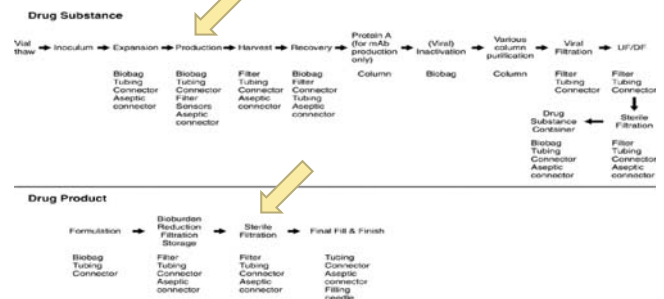 Drug Substance
Vial thaw
Inoculum
Expansion
Production
Harvest
Recovery
Protein A (for mAb production only)
(Viral) Inactivation
Various column purification
Viral Filtration
UF/DF
Biobag
Tubing
Connector
Aseptic connector
Biobag
Tubing
Connector
Filter
Sensors
Aseptic connector
Filter
Tubing
Connector
Aseptic connector
Biobag
Filter
Connector
Tubing
Aseptic connector
Column
Biobag
Column
Filter
Tubing
Connector
Filter
Tubing
Connector
Drug Substance Container
Sterile Filtration
Biobag
Tubing
Connector
Aseptic connector
Filter
Tubing
Connector
Aseptic connector
Drug Product
Formulation
Bioburden Reduction Filtration Storage
Sterile Filtration
Final Fill & Finish
Biobag
Tubing
Connector
Filter
Tubing
Connector
Aseptic connector
Filter
Tubing
Connector
Aseptic connector
Tubing
Connector
Aseptic connector
Filling needle